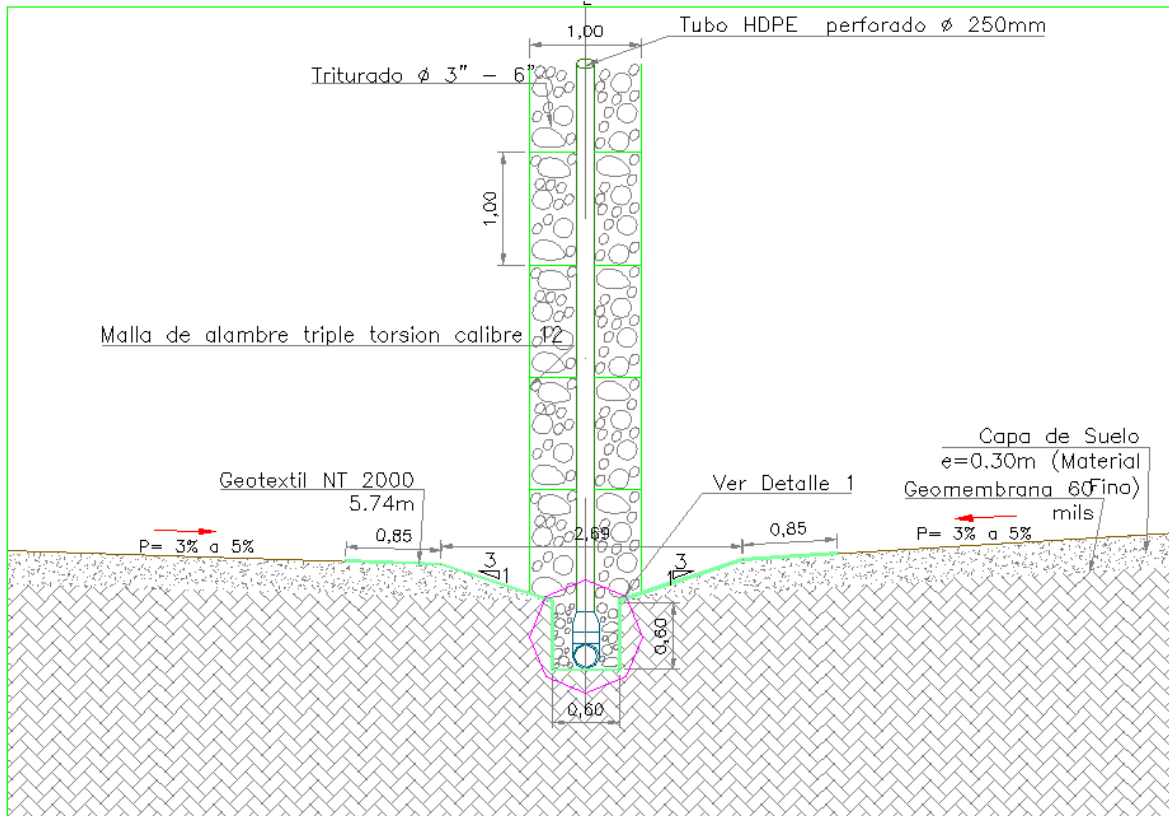 Tubo HDPE perforado ø 250mm
1,00
Triturado ø 3" - 6"
1,00
Malla de alambre triple torsion calibre 12
Capa de Suelo
e=0.30m (Material
Fino)
Geomembrana 60
mils
Geotextil NT 2000
5.74m
Ver Detalle 1
P= 3% a 5%
0,85
2,69
0,85
P= 3% a 5%
3
1
3
1
0,60
0,60